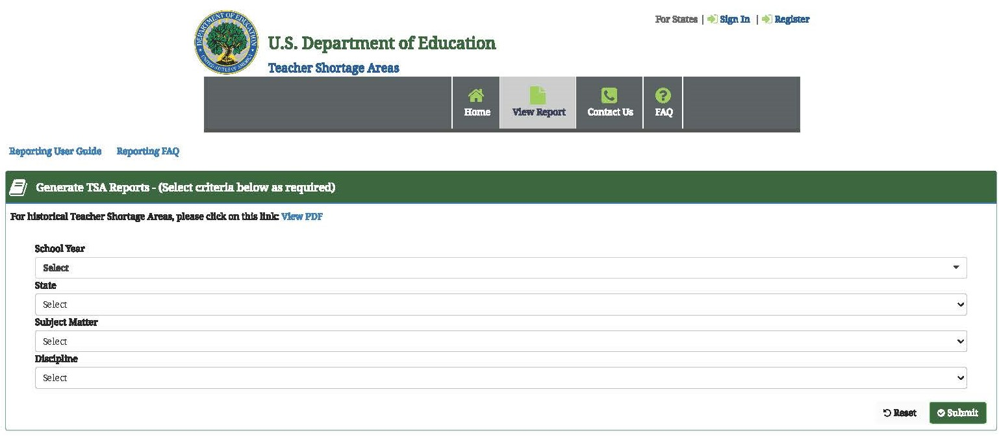 DEPARTMENT OF EDUCATION
UNITED STATES OF AMERICA
For States | Sign In | Register
U.S. Department of Education
Teacher Shortage Areas
Home View Report Contact Us FAQ
Reporting User Guide Reporting FAQ
Generate TSA Reports - (Select criteria below as required)
For historical Teacher Shortage Areas, please click on this link: View PDF
School Year
Select
State
Select
Subject Matter
Select
Discipline
Select
Reset Submit